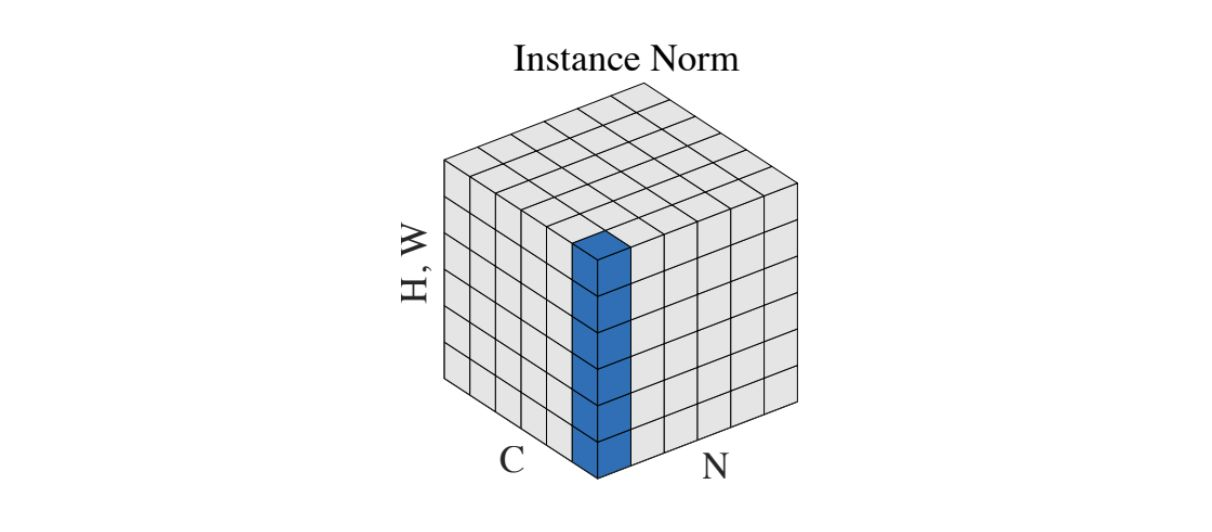 Instance Norm
H, W
C
N